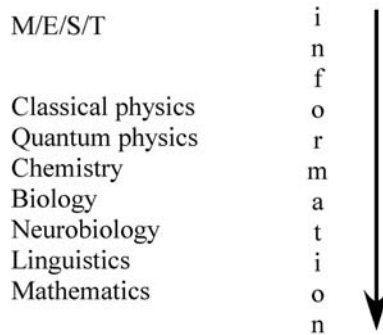 M/E/S/T
Classical physics
Quantum physics
Chemistry
Biology
Neurobiology
Linguistics
Mathematics
i
n
f
o
r
m
a
t
i
o
n